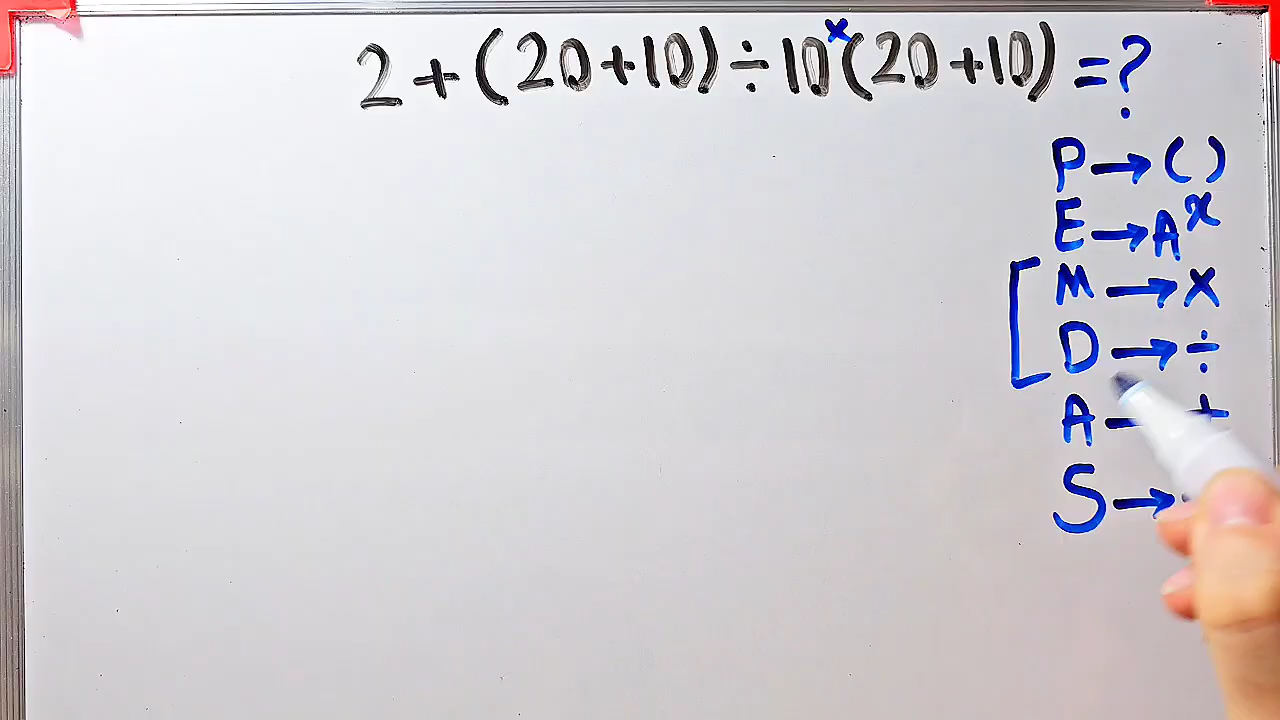 2 + (20+10) ÷ 10 × (20+10) = ?
P → ( )
E → Aˣ
M → ×
D → ÷
A → +
S →